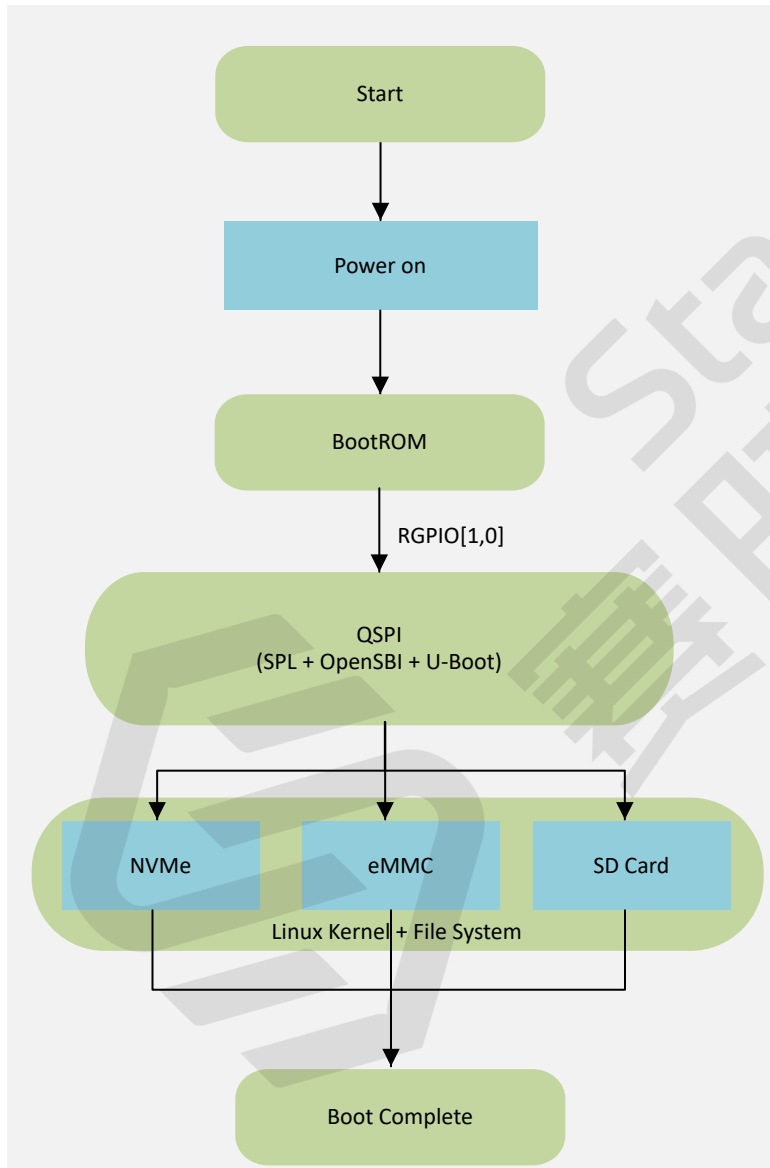 Start
Power on
BootROM
RGPIO[1,0]
QSPI
(SPL + OpenSBI + U-Boot)
NVMe
eMMC
SD Card
Linux Kernel + File System
Boot Complete
Sta